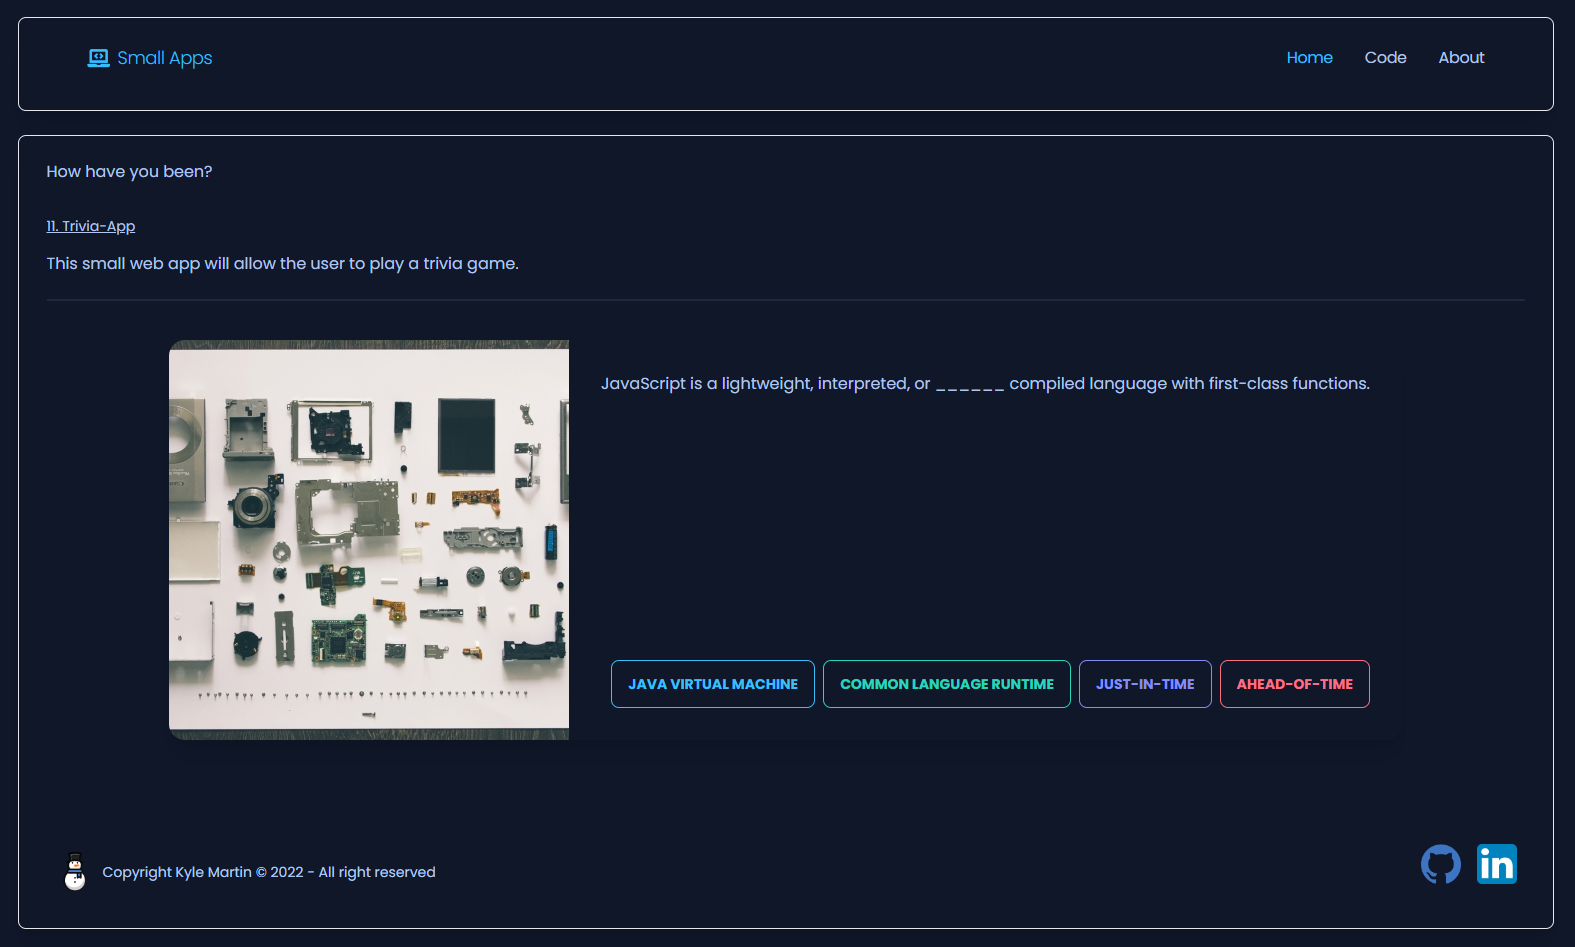 Small Apps
Home Code About
How have you been?
11. Trivia-App
This small web app will allow the user to play a trivia game.
JavaScript is a lightweight, interpreted, or ______ compiled language with first-class functions.
JAVA VIRTUAL MACHINE COMMON LANGUAGE RUNTIME JUST-IN-TIME AHEAD-OF-TIME
Copyright Kyle Martin © 2022 - All right reserved
in